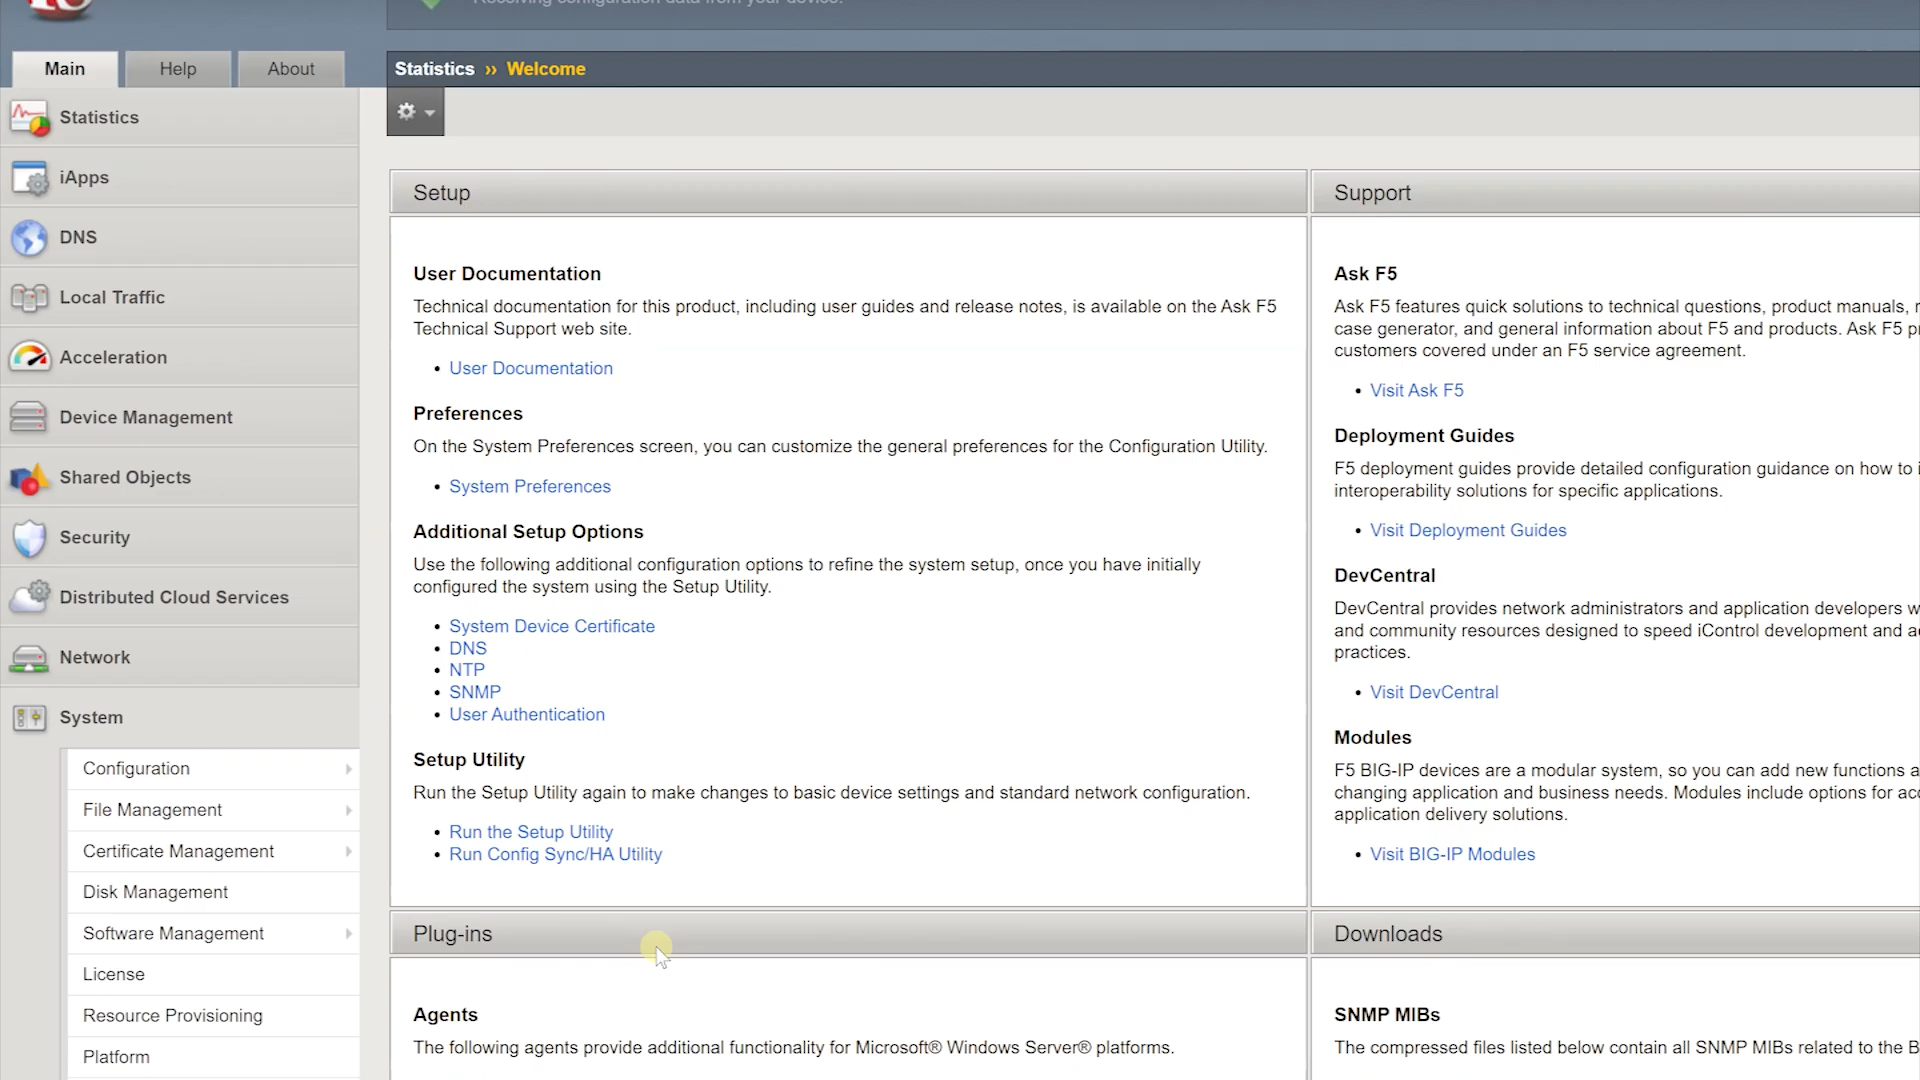 Receiving configuration data from your device.
Main
Help
About
Statistics
iApps
DNS
Local Traffic
Acceleration
Device Management
Shared Objects
Security
Distributed Cloud Services
Network
System
Configuration
File Management
Certificate Management
Disk Management
Software Management
License
Resource Provisioning
Platform
Statistics ›› Welcome
Setup
User Documentation
Technical documentation for this product, including user guides and release notes, is available on the Ask F5
Technical Support web site.
• User Documentation
Preferences
On the System Preferences screen, you can customize the general preferences for the Configuration Utility.
• System Preferences
Additional Setup Options
Use the following additional configuration options to refine the system setup, once you have initially
configured the system using the Setup Utility.
• System Device Certificate
• DNS
• NTP
• SNMP
• User Authentication
Setup Utility
Run the Setup Utility again to make changes to basic device settings and standard network configuration.
• Run the Setup Utility
• Run Config Sync/HA Utility
Plug-ins
Agents
The following agents provide additional functionality for Microsoft® Windows Server® platforms.
Support
Ask F5
Ask F5 features quick solutions to technical questions, product manuals,
case generator, and general information about F5 and products. Ask F5
customers covered under an F5 service agreement.
• Visit Ask F5
Deployment Guides
F5 deployment guides provide detailed configuration guidance on how to
interoperability solutions for specific applications.
• Visit Deployment Guides
DevCentral
DevCentral provides network administrators and application developers
and community resources designed to speed iControl development and
practices.
• Visit DevCentral
Modules
F5 BIG-IP devices are a modular system, so you can add new functions
changing application and business needs. Modules include options for
application delivery solutions.
• Visit BIG-IP Modules
Downloads
SNMP MIBs
The compressed files listed below contain all SNMP MIBs related to the